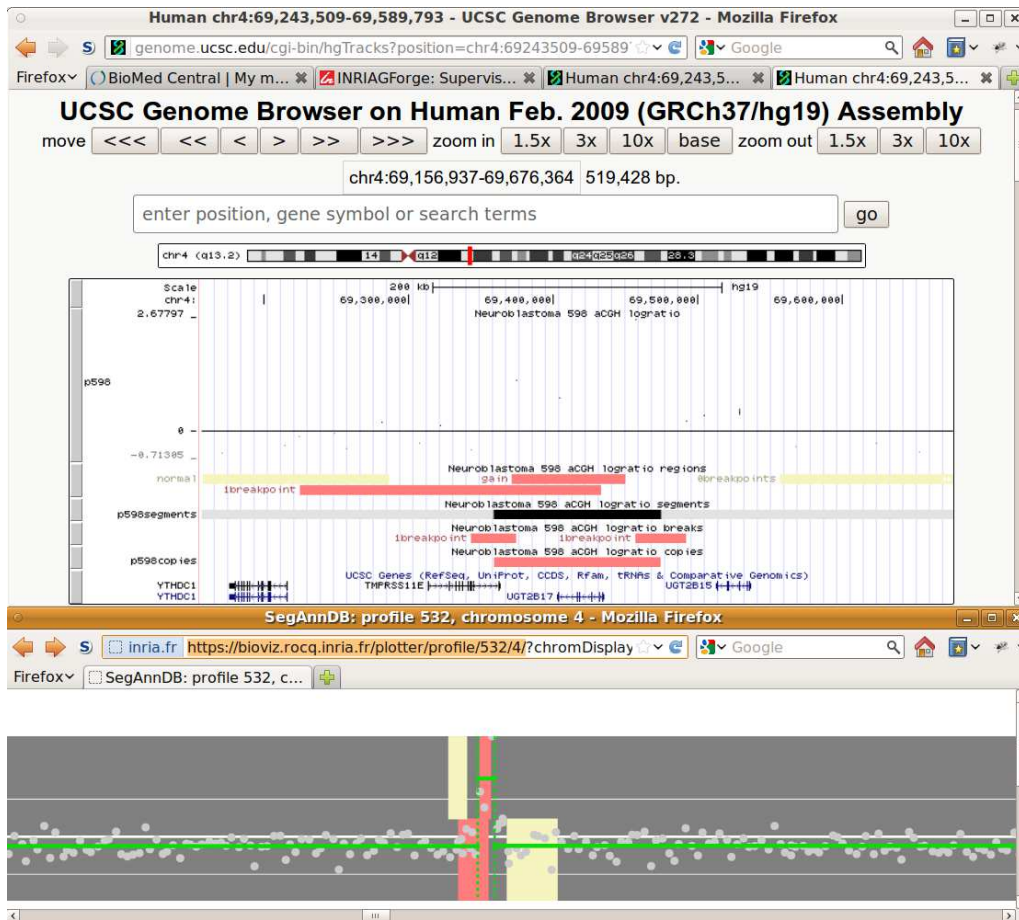 Human chr4:69,243,509-69,589,793 - UCSC Genome Browser v272 - Mozilla Firefox
genome.ucsc.edu/cgi-bin/hgTracks?position=chr4:69243509-69589
Google
Firefox
BioMed Central | My m...
INRIAGForge: Supervis...
Human chr4:69,243,5...
Human chr4:69,243,5...
UCSC Genome Browser on Human Feb. 2009 (GRCh37/hg19) Assembly
move <<< << < > >> >>> zoom in 1.5x 3x 10x base zoom out 1.5x 3x 10x
chr4:69,156,937-69,676,364 519,428 bp.
enter position, gene symbol or search terms
go
chr4 (q13.2) 14 q12 q24 q25 q26 28.3
Scale 200 kb hg19
chr4: 69,300,000 69,400,000 69,500,000 69,600,000
2.67797 _ Neuroblastoma 598 aCGH logratio
p598
0 -
-0.71305 _
Neuroblastoma 598 aCGH logratio regions
normal gain 0breakpoints
1breakpoint
Neuroblastoma 598 aCGH logratio segments
p598segments
Neuroblastoma 598 aCGH logratio breaks
1breakpoint 1breakpoint
Neuroblastoma 598 aCGH logratio copies
p598copies
UCSC Genes (RefSeq, UniProt, CCDS, Rfam, tRNAs & Comparative Genomics)
YTHDC1 TMPRSS11E UGT2B15
YTHDC1 UGT2B17
SegAnnDB: profile 532, chromosome 4 - Mozilla Firefox
inria.fr https://bioviz.rocq.inria.fr/plotter/profile/532/4/?chromDisplay
Google
Firefox
SegAnnDB: profile 532, c...